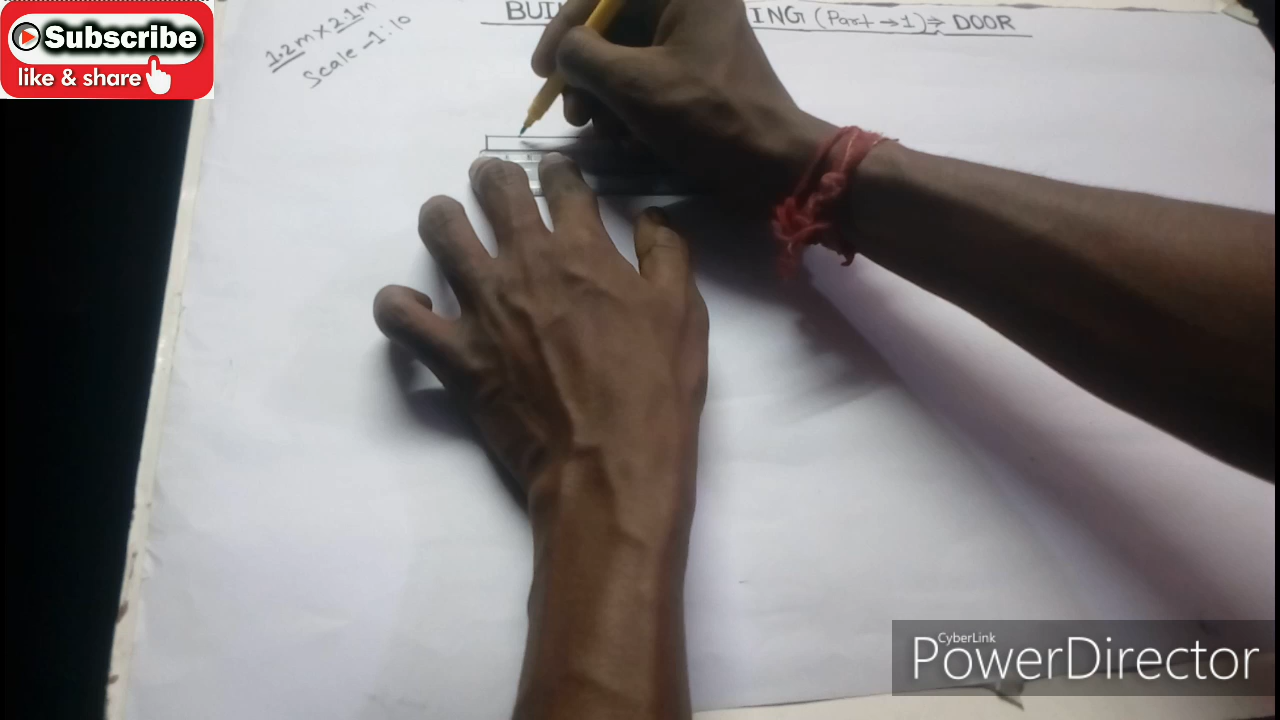 Subscribe
like & share
1.2m x 2.1m
Scale -1:10
BUI ING (Part → 1) ⇒ DOOR
CyberLink
PowerDirector